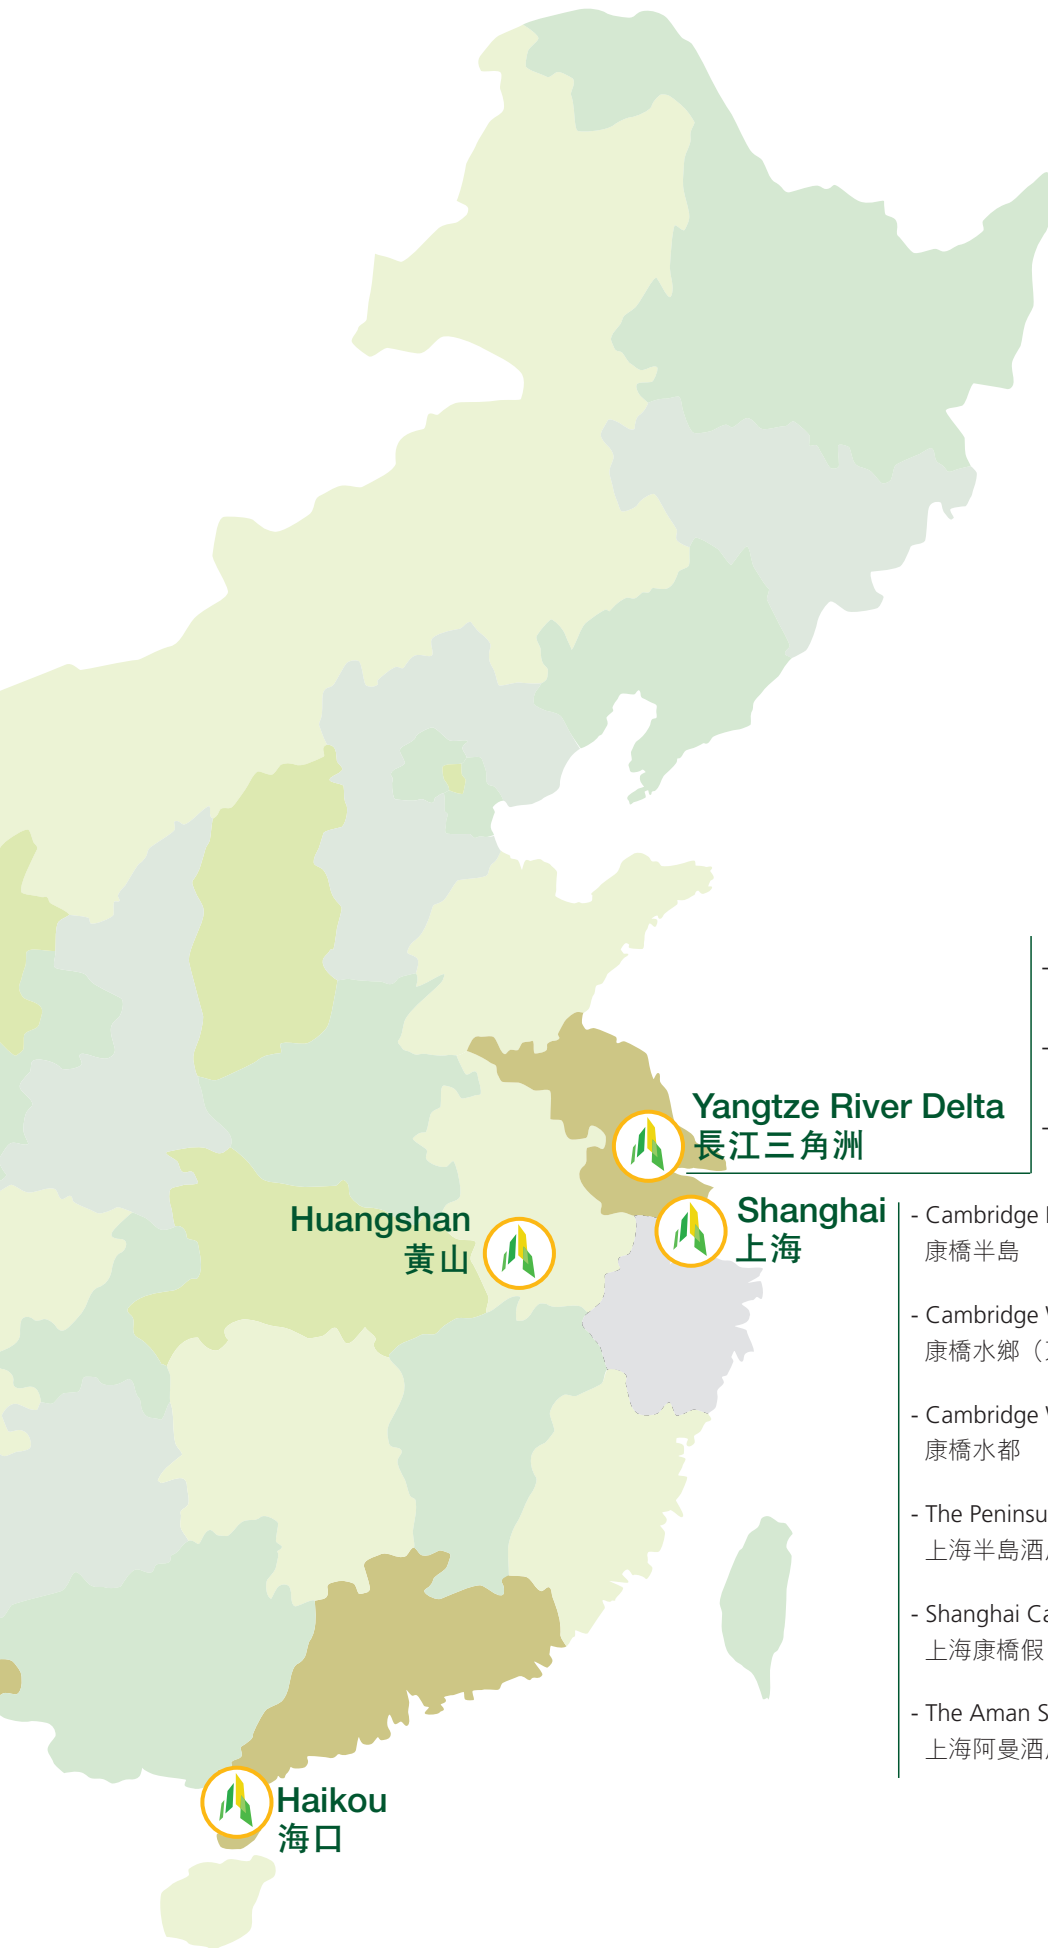 -
-
-
Yangtze River Delta
長江三角洲
Huangshan
黃山
Shanghai
上海
- Cambridge
康橋半島
- Cambridge
康橋水鄉（
- Cambridge
康橋水都
- The
上海半島酒
- Shanghai
上海康橋假
- The Aman
上海阿曼酒
Haikou
海口